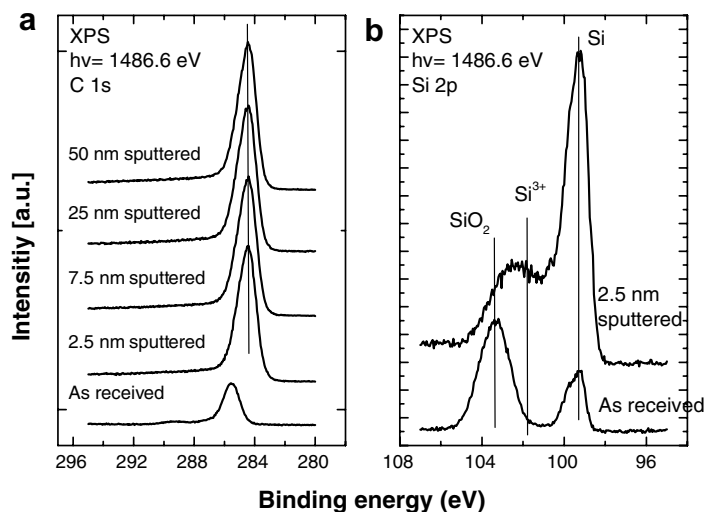 a
XPS
hν= 1486.6 eV
C 1s
50 nm sputtered
25 nm sputtered
7.5 nm sputtered
2.5 nm sputtered
As received
296 292 288 284 280
b
XPS
hν= 1486.6 eV
Si 2p
Si
Si³⁺
SiO₂
2.5 nm
sputtered
As received
108 104 100 96
Intensitiy [a.u.]
Binding energy (eV)